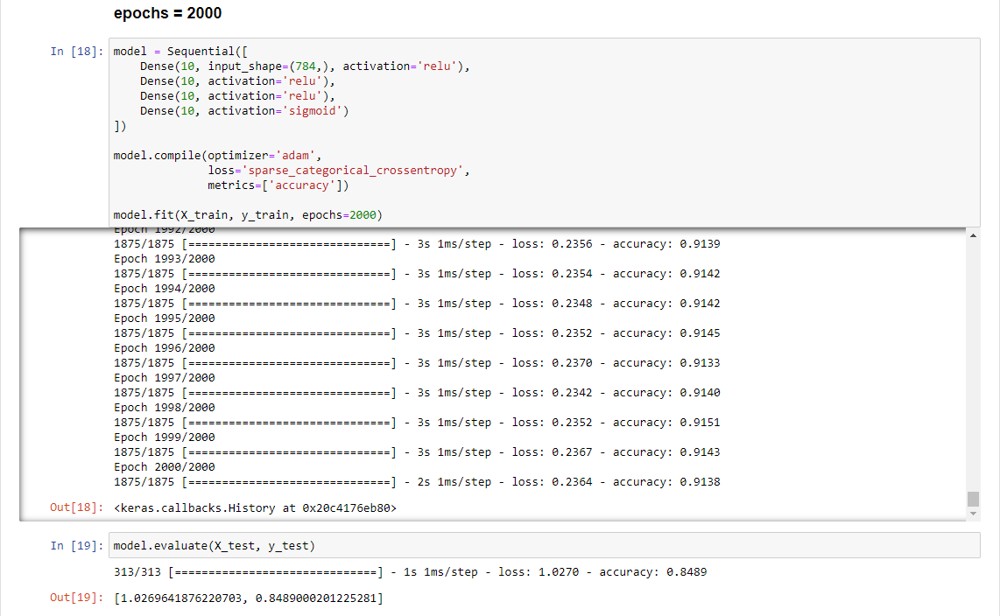 epochs = 2000
In [18]: model = Sequential([
Dense(10, input_shape=(784,), activation='relu'),
Dense(10, activation='relu'),
Dense(10, activation='relu'),
Dense(10, activation='sigmoid')
])
model.compile(optimizer='adam',
loss='sparse_categorical_crossentropy',
metrics=['accuracy'])
model.fit(X_train, y_train, epochs=2000)
Epoch 1992/2000
1875/1875 [==============================] - 3s 1ms/step - loss: 0.2356 - accuracy: 0.9139
Epoch 1993/2000
1875/1875 [==============================] - 3s 1ms/step - loss: 0.2354 - accuracy: 0.9142
Epoch 1994/2000
1875/1875 [==============================] - 3s 1ms/step - loss: 0.2348 - accuracy: 0.9142
Epoch 1995/2000
1875/1875 [==============================] - 3s 1ms/step - loss: 0.2352 - accuracy: 0.9145
Epoch 1996/2000
1875/1875 [==============================] - 3s 1ms/step - loss: 0.2370 - accuracy: 0.9133
Epoch 1997/2000
1875/1875 [==============================] - 3s 1ms/step - loss: 0.2342 - accuracy: 0.9140
Epoch 1998/2000
1875/1875 [==============================] - 3s 1ms/step - loss: 0.2352 - accuracy: 0.9151
Epoch 1999/2000
1875/1875 [==============================] - 3s 1ms/step - loss: 0.2367 - accuracy: 0.9143
Epoch 2000/2000
1875/1875 [==============================] - 2s 1ms/step - loss: 0.2364 - accuracy: 0.9138
Out[18]: <keras.callbacks.History at 0x20c4176eb80>
In [19]: model.evaluate(X_test, y_test)
313/313 [==============================] - 1s 1ms/step - loss: 1.0270 - accuracy: 0.8489
Out[19]: [1.0269641876220703, 0.8489000201225281]